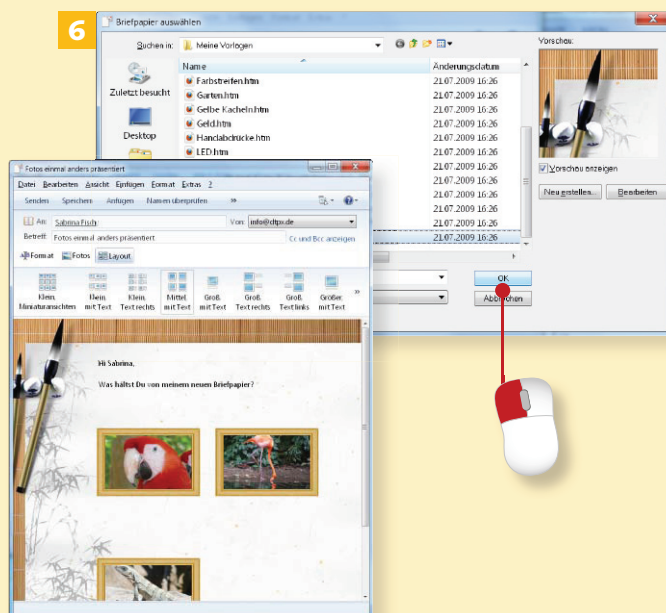 6
Briefpapier auswählen
Suchen in: Meine Vorlagen
Vorschau:
Name Änderungsdatum
Zuletzt besucht
Desktop
Farbstreifen.htm 21.07.2009 16:26
Garten.htm 21.07.2009 16:26
Gelbe Kacheln.htm 21.07.2009 16:26
Geld.htm 21.07.2009 16:26
Handabdrücke.htm 21.07.2009 16:26
LED.htm 21.07.2009 16:26
21.07.2009 16:26
21.07.2009 16:26
21.07.2009 16:26
21.07.2009 16:26
21.07.2009 16:26
Vorschau anzeigen
Neu erstellen... Bearbeiten
OK
Abbrechen
Fotos einmal anders präsentiert
Datei Bearbeiten Ansicht Einfügen Format Extras ?
Senden Speichern Anfügen Namen überprüfen »
An: Sabrina Fisch; Von: info@cltpx.de
Betreff: Fotos einmal anders präsentiert Cc und Bcc anzeigen
Format Fotos Layout
Klein, Miniaturansichten
Klein, mit Text
Klein, Text rechts
Mittel, mit Text
Groß, mit Text
Groß, Text rechts
Groß, Text links
Größer, mit Text
»
Hi Sabrina,
Was hältst Du von meinem neuen Briefpapier?